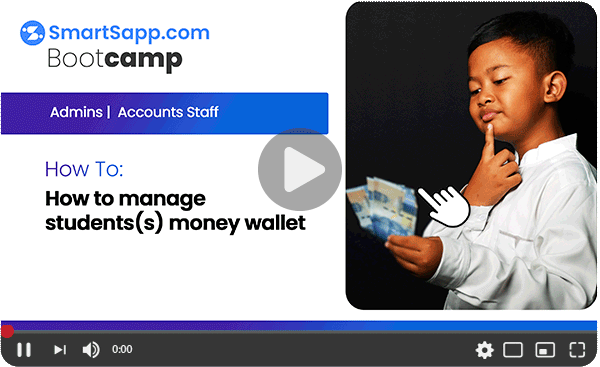 SmartSapp.com
Bootcamp
Admins | Accounts Staff
How To:
How to manage
students(s) money wallet
0:00